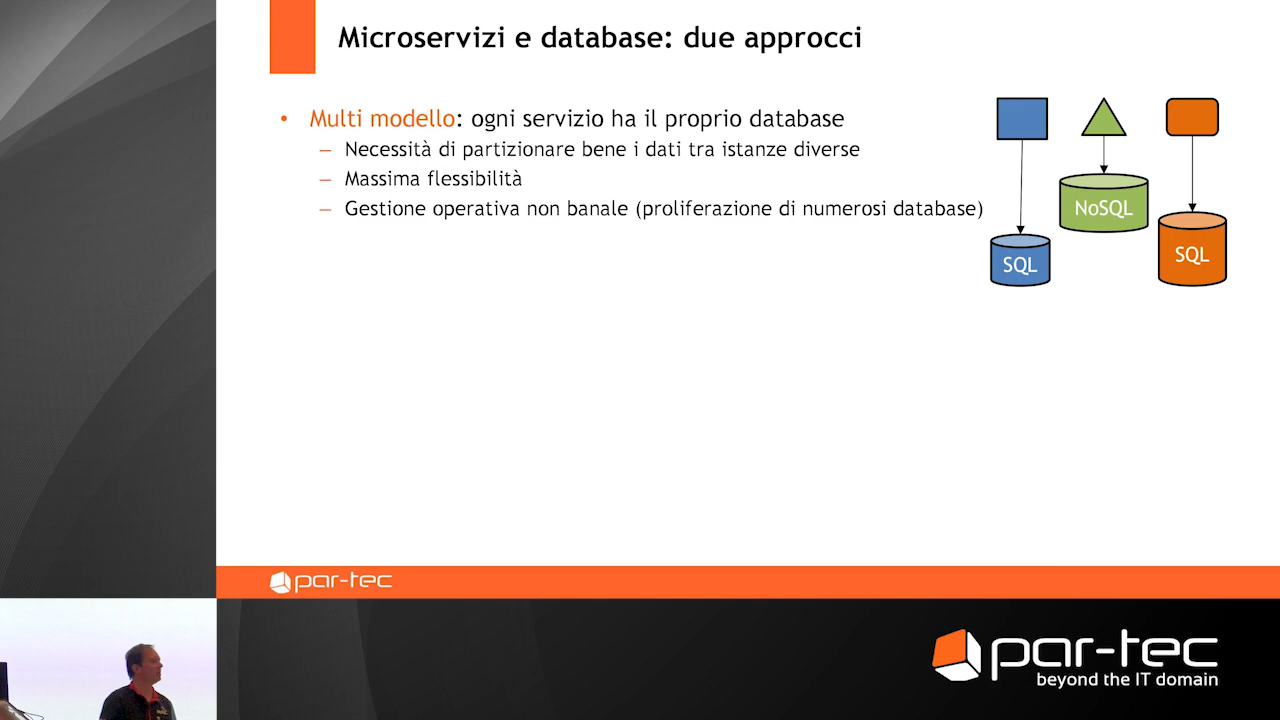 Microservizi e database: due approcci
• Multi modello: ogni servizio ha il proprio database
– Necessità di partizionare bene i dati tra istanze diverse
– Massima flessibilità
– Gestione operativa non banale (proliferazione di numerosi database)
NoSQL
SQL
SQL
par-tec
par-tec
beyond the IT domain